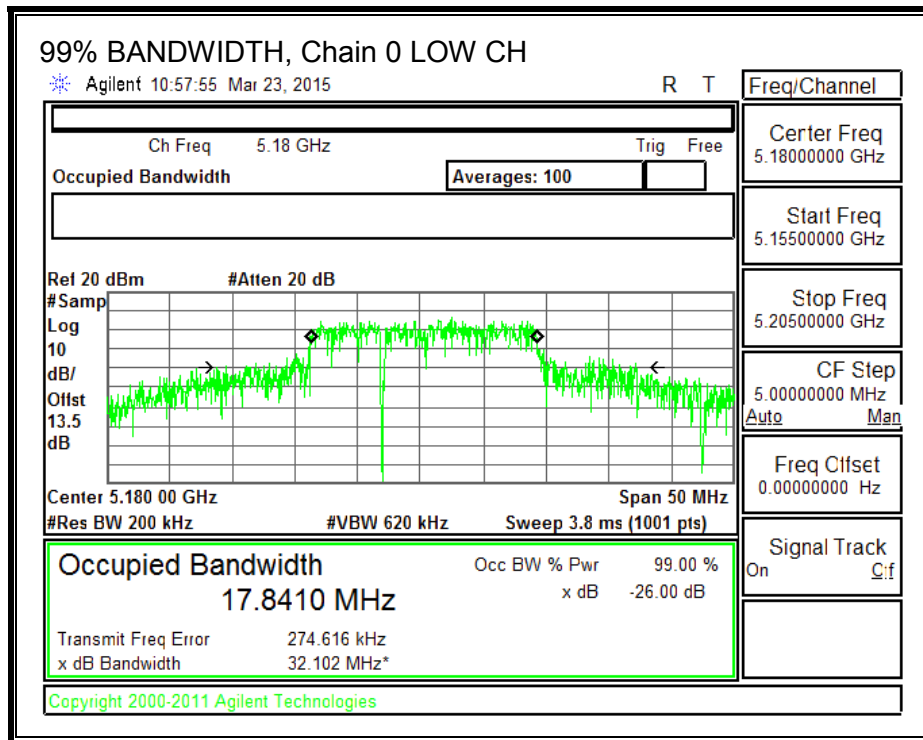 99% BANDWIDTH, Chain 0 LOW CH
Agilent 10:57:55 Mar 23, 2015 R T
Freq/Channel
Ch Freq 5.18 GHz Trig Free
Occupied Bandwidth Averages: 100
Center Freq
5.18000000 GHz
Start Freq
5.15500000 GHz
Stop Freq
5.20500000 GHz
CF Step
5.00000000 MHz
Auto Man
Freq Offset
0.00000000 Hz
Signal Track
On Off
Ref 20 dBm #Atten 20 dB
#Samp
Log
10
dB/
Offst
13.5
dB
Center 5.180 00 GHz Span 50 MHz
#Res BW 200 kHz #VBW 620 kHz Sweep 3.8 ms (1001 pts)
Occupied Bandwidth
17.8410 MHz
Occ BW % Pwr 99.00 %
x dB -26.00 dB
Transmit Freq Error 274.616 kHz
x dB Bandwidth 32.102 MHz*
Copyright 2000-2011 Agilent Technologies